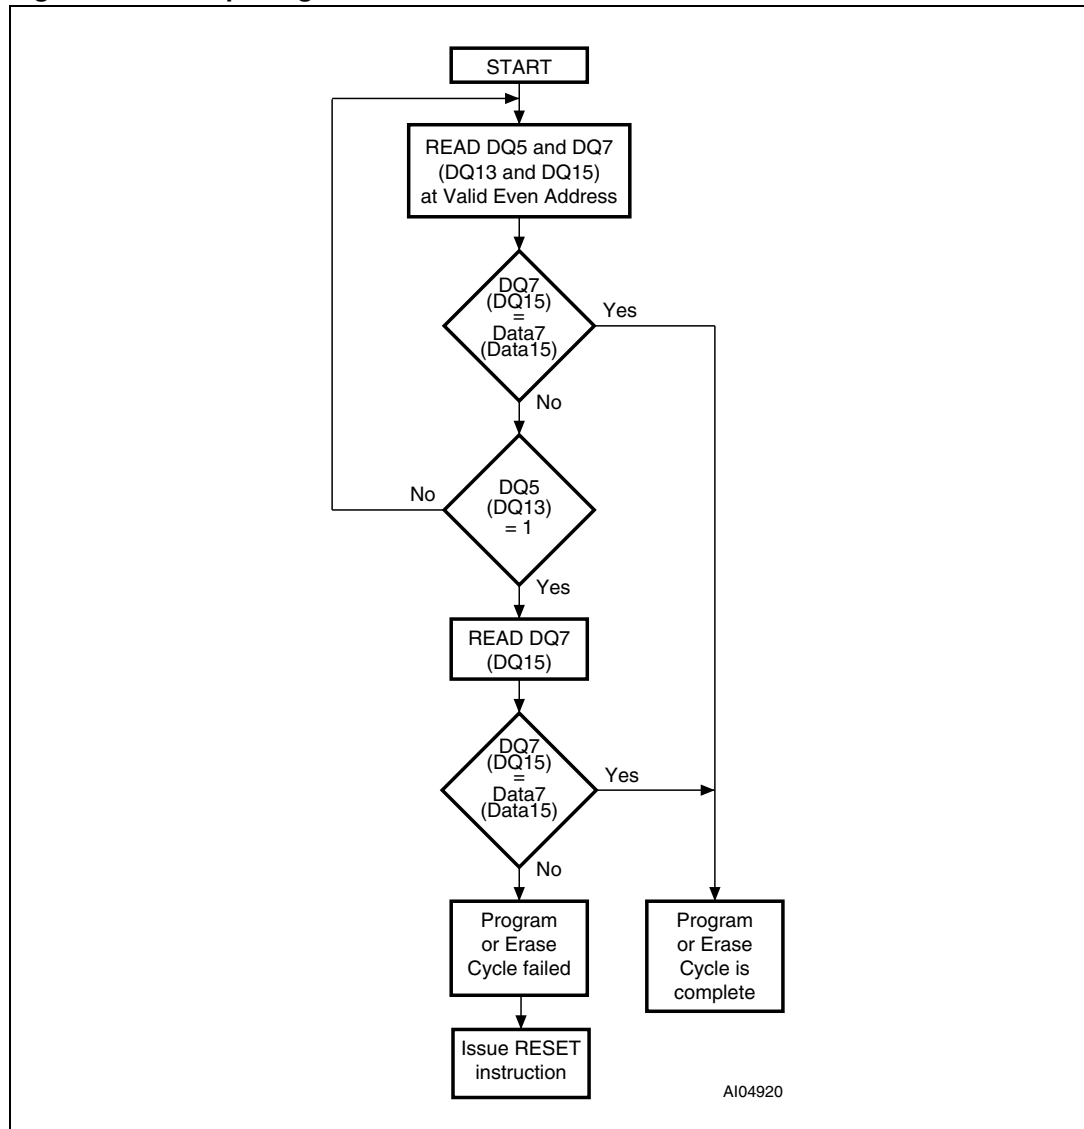 START
READ DQ5 and DQ7
(DQ13 and DQ15)
at Valid Even Address
DQ7
(DQ15)
=
Data7
(Data15)
Yes
No
DQ5
(DQ13)
= 1
No
Yes
READ DQ7
(DQ15)
DQ7
(DQ15)
=
Data7
(Data15)
Yes
No
Program
or Erase
Cycle failed
Program
or Erase
Cycle is
complete
Issue RESET
instruction
AI04920